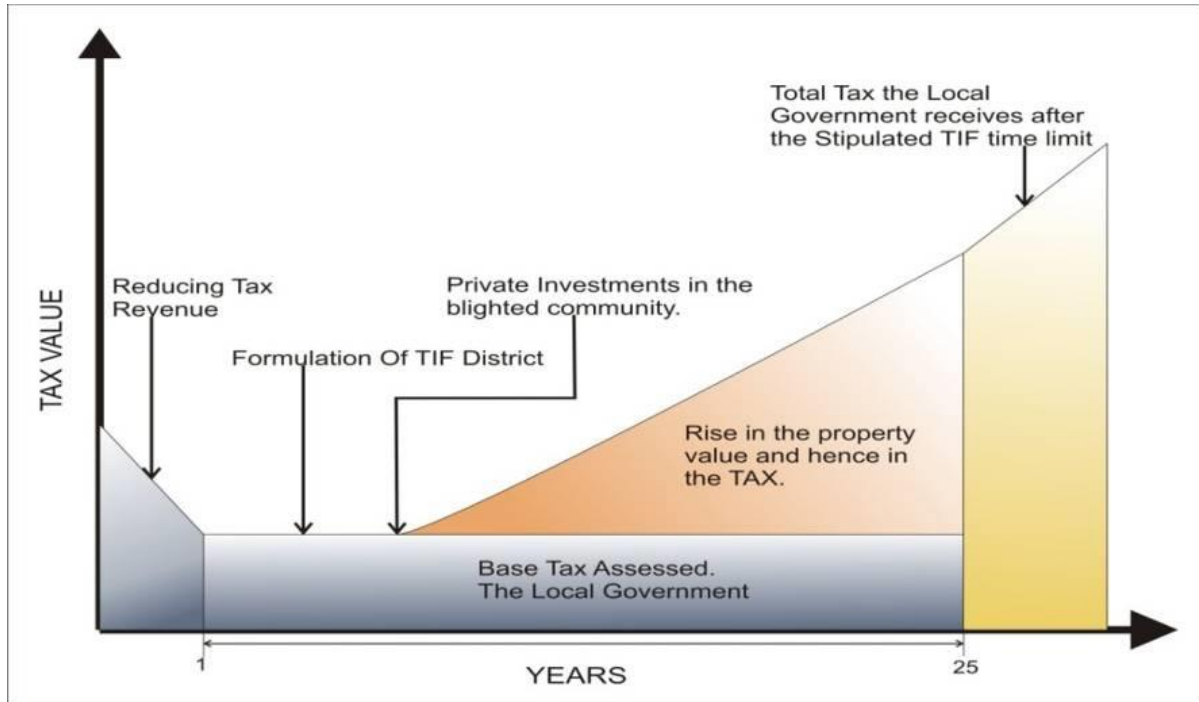 Total Tax the Local
Government receives after
the Stipulated TIF time limit
Reducing Tax
Revenue
Private Investments in the
blighted community.
Formulation Of TIF District
TAX VALUE
Rise in the property
value and hence in
the TAX.
Base Tax Assessed.
The Local Government
1
25
YEARS